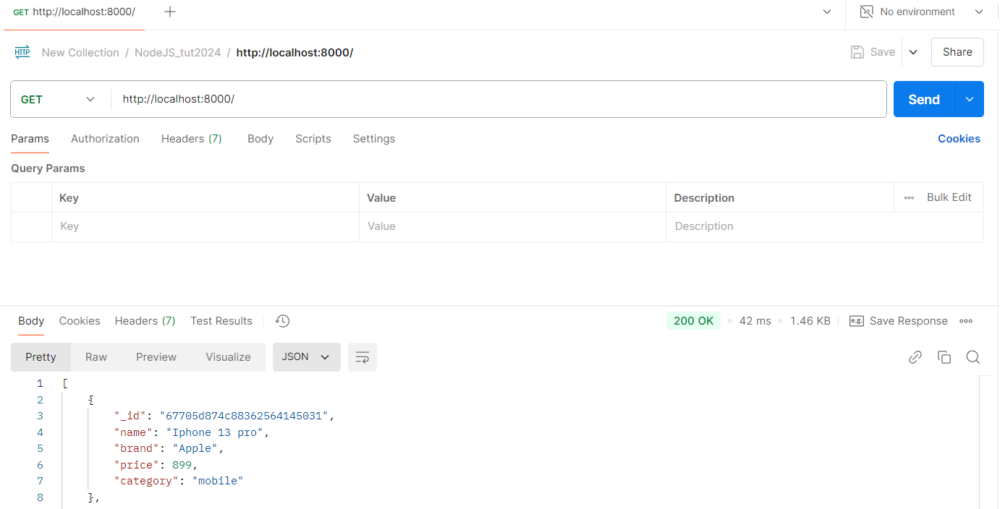 GET http://localhost:8000/
No environment
HTTP New Collection / NodeJS_tut2024 / http://localhost:8000/
Save
Share
GET http://localhost:8000/
Send
Params Authorization Headers (7) Body Scripts Settings Cookies
Query Params
Key Value Description Bulk Edit
Key Value Description
Body Cookies Headers (7) Test Results 200 OK 42 ms 1.46 KB e.g. Save Response
Pretty Raw Preview Visualize JSON
1 [
2 {
3 "_id": "67705d874c88362564145031",
4 "name": "Iphone 13 pro",
5 "brand": "Apple",
6 "price": 899,
7 "category": "mobile"
8 },